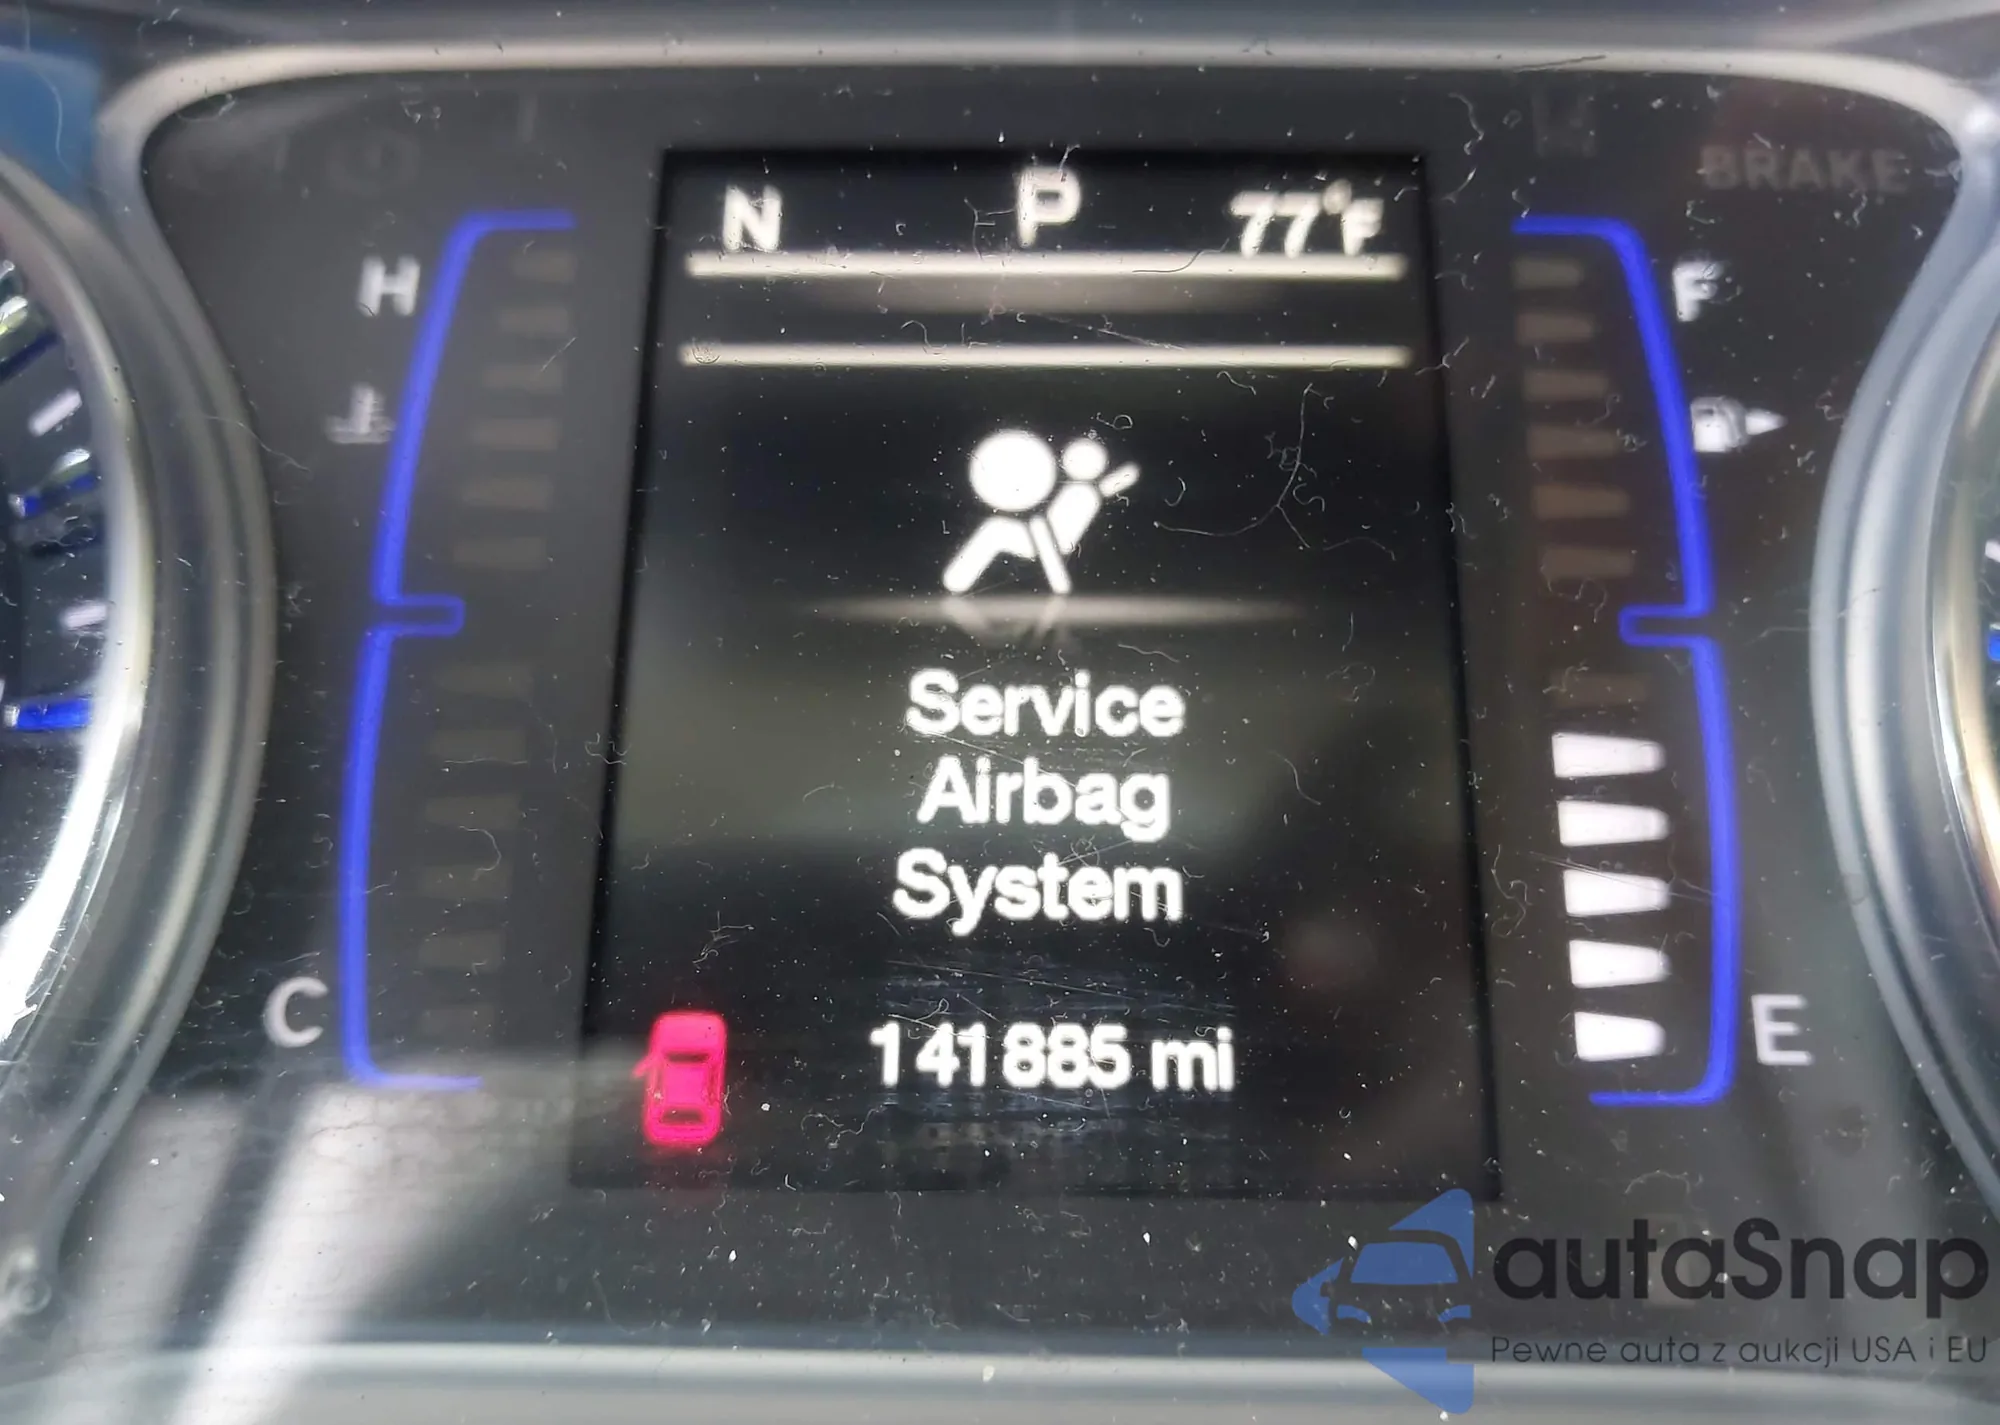 BRAKE
N P 77°F
H
F
Service
Airbag
System
C
141885 mi
E
autaSnap
Pewne auta z aukcji USA i EU